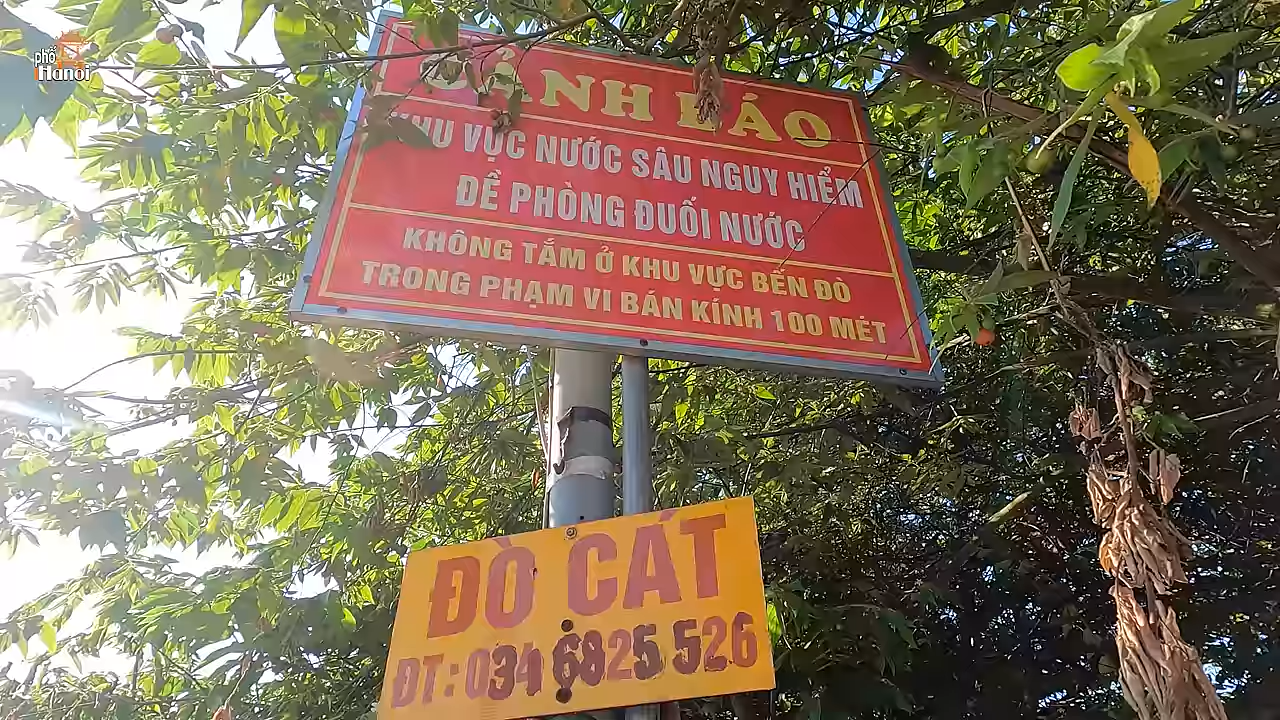 phố
Hanoi
CẢNH BÁO
KHU VỰC NƯỚC SÂU NGUY HIỂM
ĐỀ PHÒNG ĐUỐI NƯỚC
KHÔNG TẮM Ở KHU VỰC BẾN ĐÒ
TRONG PHẠM VI BÁN KÍNH 100 MÉT
ĐÒ CÁT
ĐT: 034 6825 526